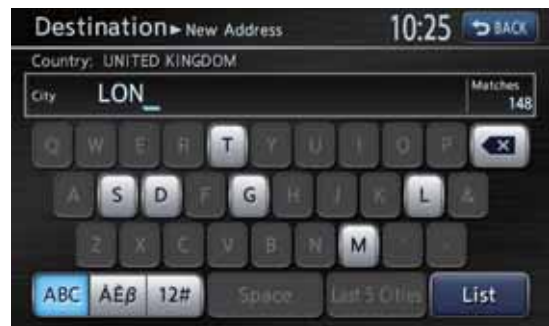 Destination ► New Address 10:25 BACK
Country: UNITED KINGDOM
City LON_ Matches 148
Q W E R T Y U I O P
A S D F G H J K L &
Z X C V B N M ' -
ABC ÀÊβ 12# Space Last 5 Cities List